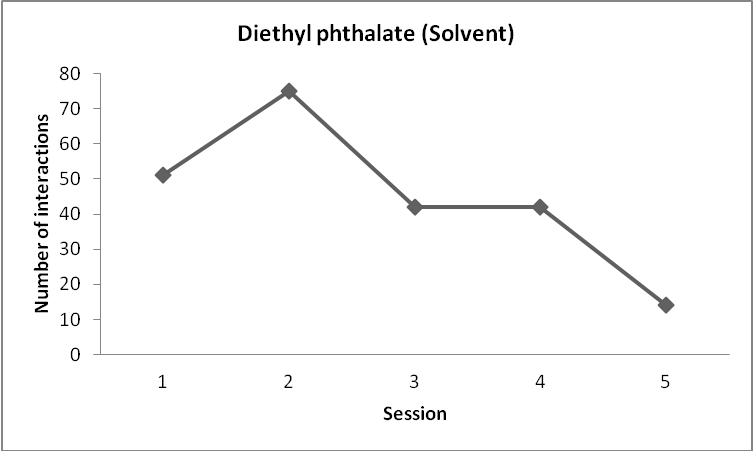 Diethyl phthalate (Solvent)
Number of interactions
80
70
60
50
40
30
20
10
0
1 2 3 4 5
Session